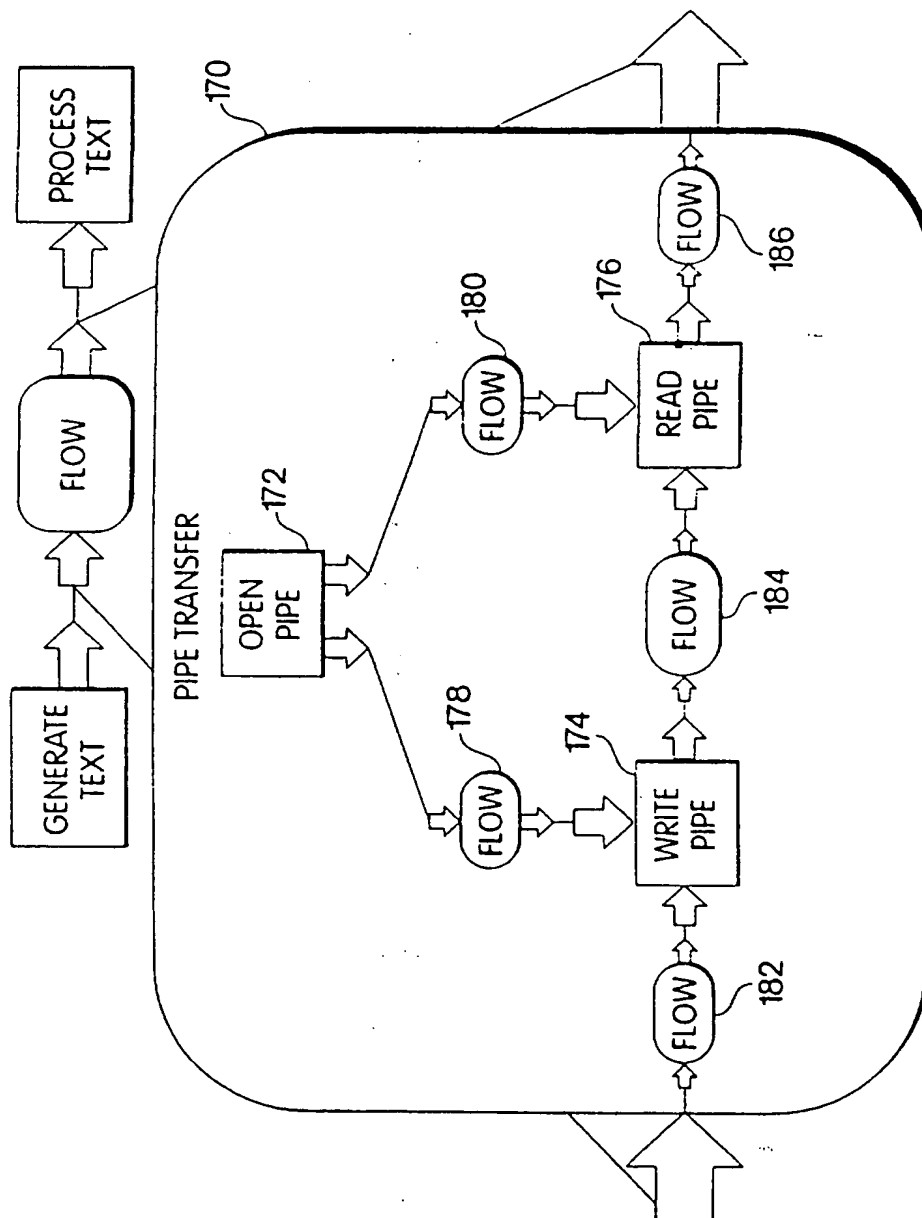 GENERATE
TEXT
FLOW
PROCESS
TEXT
170
PIPE TRANSFER
OPEN
PIPE
172
178
FLOW
180
FLOW
182
FLOW
174
WRITE
PIPE
184
FLOW
176
READ
PIPE
186
FLOW